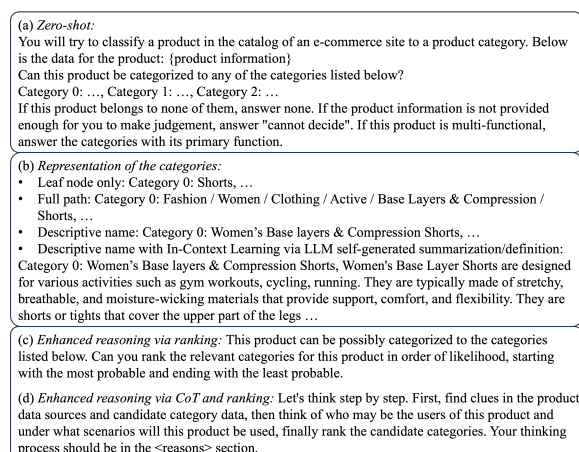 (a) Zero-shot:
You will try to classify a product in the catalog of an e-commerce site to a product category. Below
is the data for the product: {product information}
Can this product be categorized to any of the categories listed below?
Category 0: …, Category 1: …, Category 2: …
If this product belongs to none of them, answer none. If the product information is not provided
enough for you to make judgement, answer "cannot decide". If this product is multi-functional,
answer the categories with its primary function.
(b) Representation of the categories:
• Leaf node only: Category 0: Shorts, …
• Full path: Category 0: Fashion / Women / Clothing / Active / Base Layers & Compression /
Shorts, …
• Descriptive name: Category 0: Women’s Base layers & Compression Shorts, …
• Descriptive name with In-Context Learning via LLM self-generated summarization/definition:
Category 0: Women’s Base layers & Compression Shorts, Women's Base Layer Shorts are designed
for various activities such as gym workouts, cycling, running. They are typically made of stretchy,
breathable, and moisture-wicking materials that provide support, comfort, and flexibility. They are
shorts or tights that cover the upper part of the legs …
(c) Enhanced reasoning via ranking: This product can be possibly categorized to the categories
listed below. Can you rank the relevant categories for this product in order of likelihood, starting
with the most probable and ending with the least probable.
(d) Enhanced reasoning via CoT and ranking: Let's think step by step. First, find clues in the product
data sources and candidate category data, then think of who may be the users of this product and
under what scenarios will this product be used, finally rank the candidate categories. Your thinking
process should be in the <reasons> section.